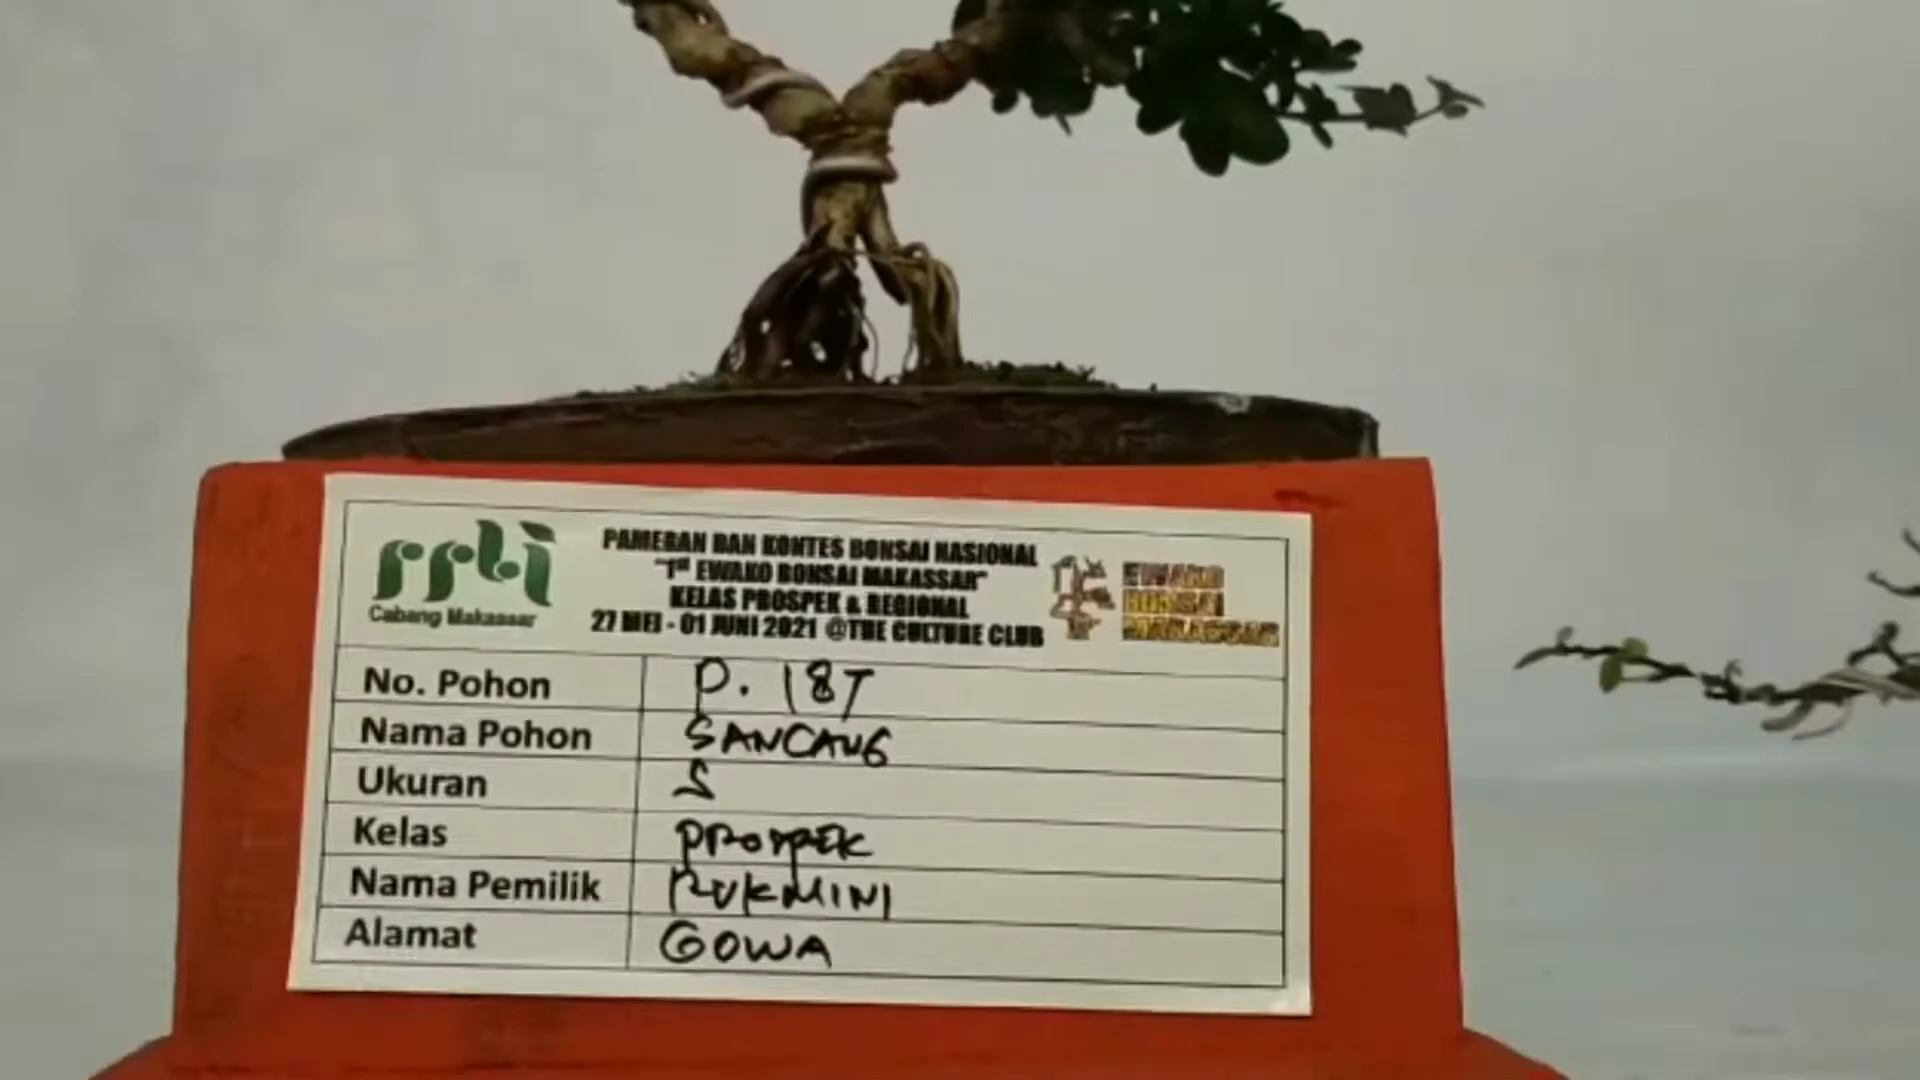 PPBI
Cabang Makassar
PAMERAN DAN KONTES BONSAI NASIONAL
"1st EWAKO BONSAI MAKASSAR"
KELAS PROSPEK & REGIONAL
27 MEI - 01 JUNI 2021 @THE CULTURE CLUB
EWAKO
BONSAI
MAKASSAR
No. Pohon P. 187
Nama Pohon SANCANG
Ukuran S
Kelas PROSPEK
Nama Pemilik RUKMINI
Alamat GOWA